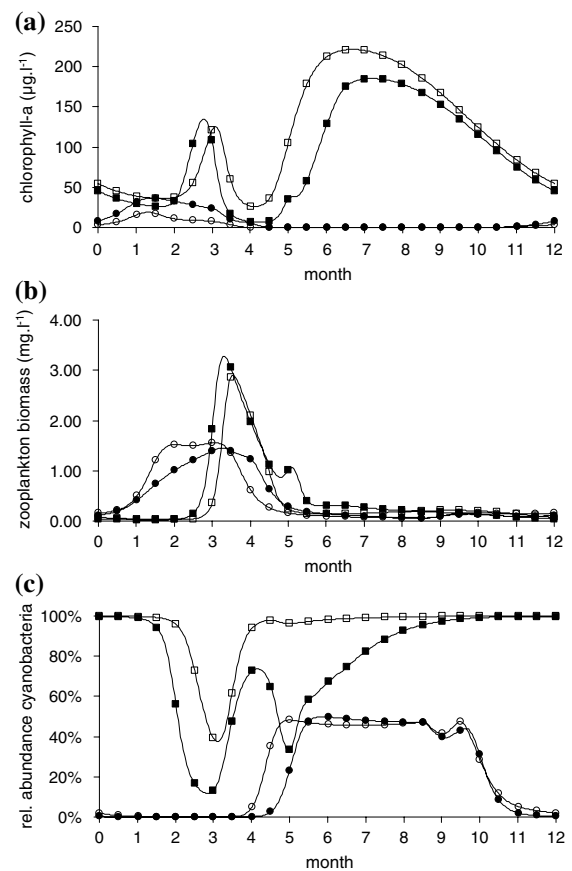 (a)
chlorophyll-a (µg.l-1)
250
200
150
100
50
0
0 1 2 3 4 5 6 7 8 9 10 11 12
month
(b)
zooplankton biomass (mg.l-1)
4.00
3.00
2.00
1.00
0.00
0 1 2 3 4 5 6 7 8 9 10 11 12
month
(c)
rel. abundance cyanobacteria
100%
80%
60%
40%
20%
0%
0 1 2 3 4 5 6 7 8 9 10 11 12
month